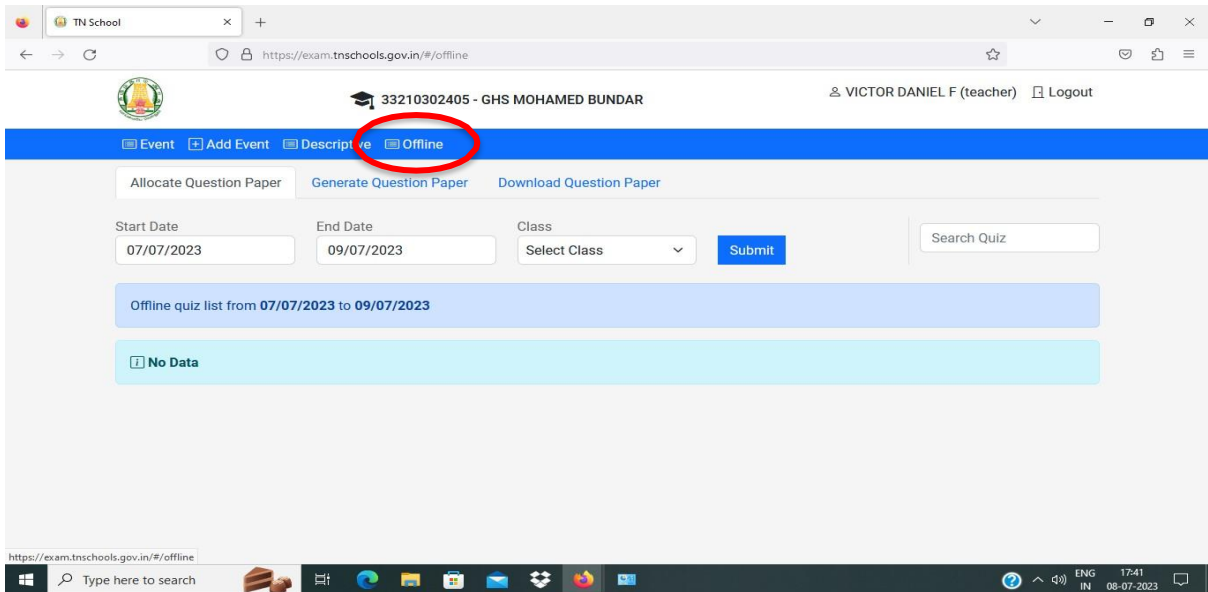 TN School
https://exam.tnschools.gov.in/#/offline
33210302405 - GHS MOHAMED BUNDAR
VICTOR DANIEL F (teacher) Logout
Event Add Event Descriptive Offline
Allocate Question Paper Generate Question Paper Download Question Paper
Start Date End Date Class
07/07/2023 09/07/2023 Select Class Submit Search Quiz
Offline quiz list from 07/07/2023 to 09/07/2023
No Data
https://exam.tnschools.gov.in/#/offline
Type here to search
ENG 17:41
IN 08-07-2023